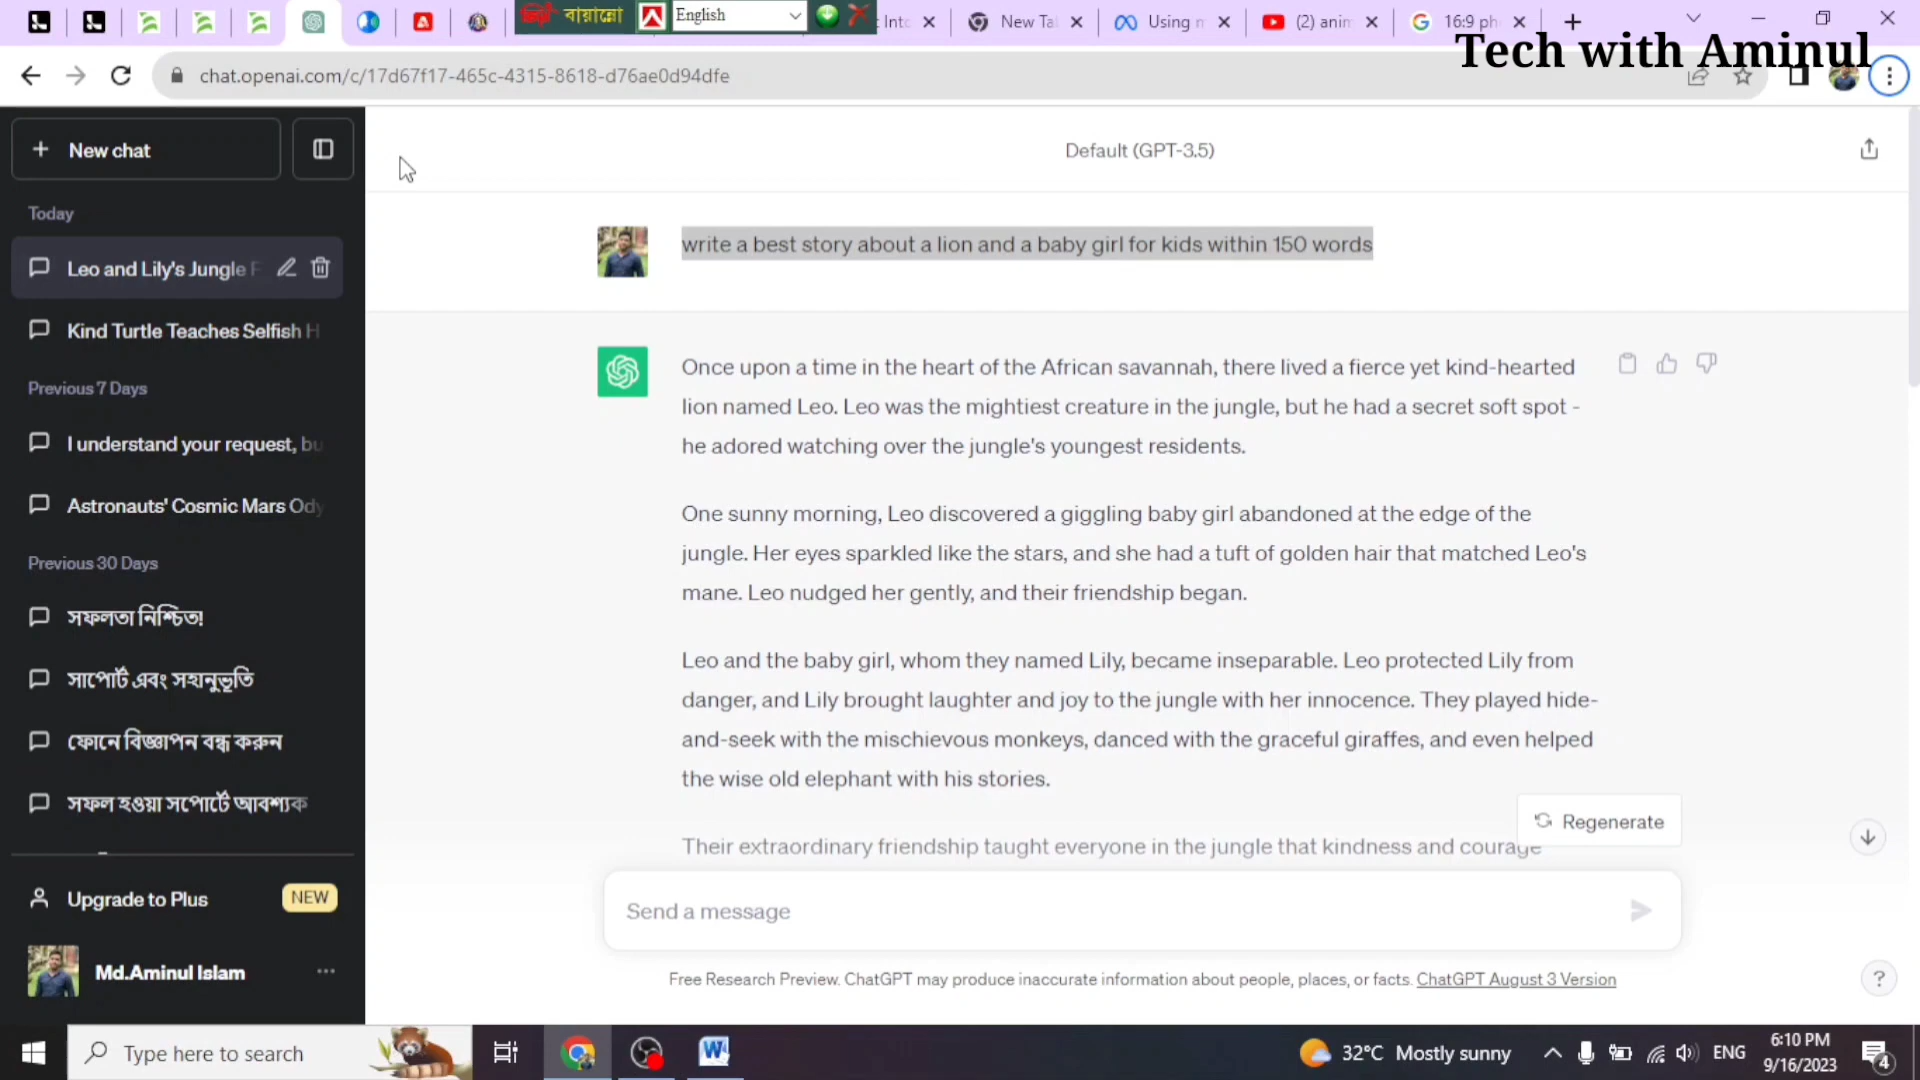 বায়ান্নো
English
Into
New Ta
Using m
(2) anim
16:9 ph
Tech with Aminul
chat.openai.com/c/17d67f17-465c-4315-8618-d76ae0d94dfe
New chat
Default (GPT-3.5)
Today
Leo and Lily's Jungle F
Kind Turtle Teaches Selfish H
Previous 7 Days
I understand your request, bu
Astronauts' Cosmic Mars Ody
Previous 30 Days
সফলতা নিশ্চিত!
সাপোর্ট এবং সহানুভূতি
ফোনে বিজ্ঞাপন বন্ধ করুন
সফল হওয়া সপোর্টে আবশ্যক
Upgrade to Plus
NEW
Md.Aminul Islam
write a best story about a lion and a baby girl for kids within 150 words
Once upon a time in the heart of the African savannah, there lived a fierce yet kind-hearted
lion named Leo. Leo was the mightiest creature in the jungle, but he had a secret soft spot -
he adored watching over the jungle's youngest residents.
One sunny morning, Leo discovered a giggling baby girl abandoned at the edge of the
jungle. Her eyes sparkled like the stars, and she had a tuft of golden hair that matched Leo's
mane. Leo nudged her gently, and their friendship began.
Leo and the baby girl, whom they named Lily, became inseparable. Leo protected Lily from
danger, and Lily brought laughter and joy to the jungle with her innocence. They played hide-
and-seek with the mischievous monkeys, danced with the graceful giraffes, and even helped
the wise old elephant with his stories.
Their extraordinary friendship taught everyone in the jungle that kindness and courage
Regenerate
Send a message
Free Research Preview. ChatGPT may produce inaccurate information about people, places, or facts. ChatGPT August 3 Version
?
Type here to search
32°C Mostly sunny
ENG
6:10 PM
9/16/2023
4